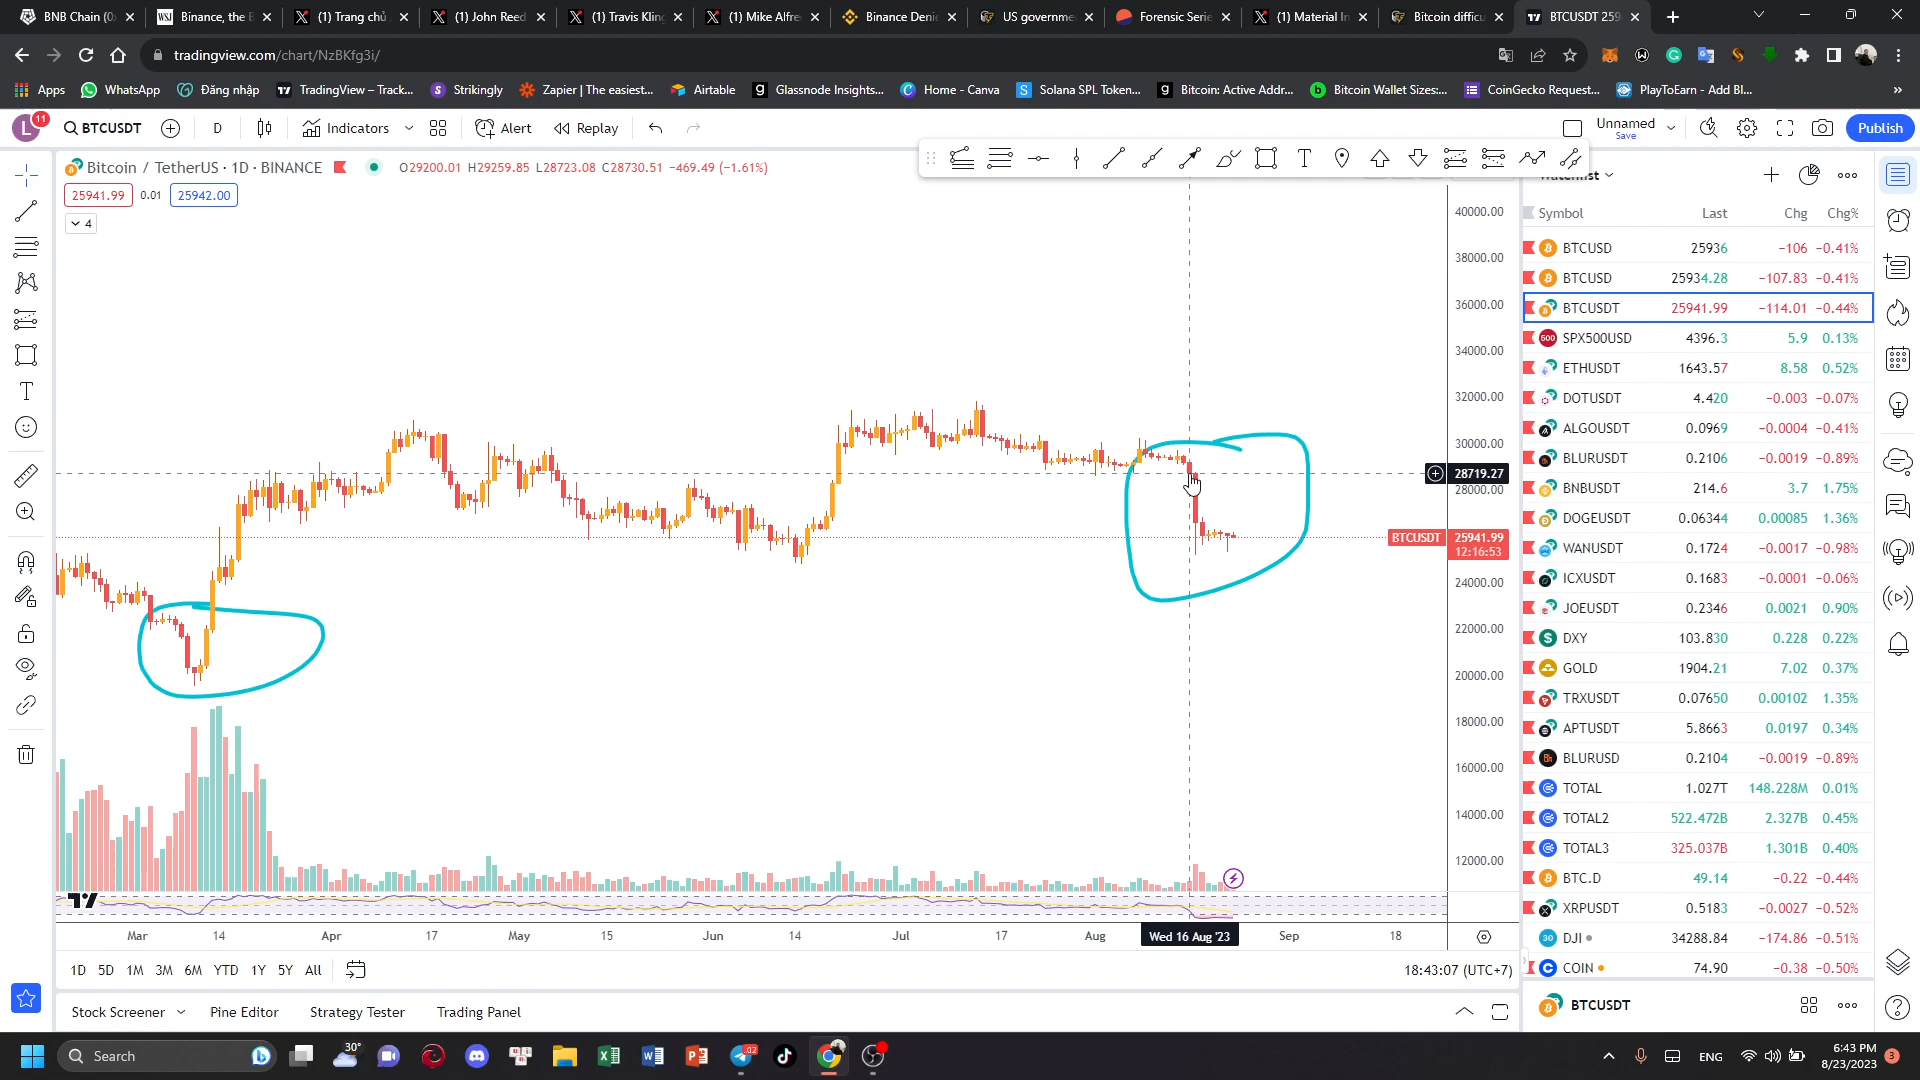 BNB Chain (0x
Binance, the B
(1) Trang chủ
(1) John Reed
(1) Travis Kling
(1) Mike Alfre
Binance Denie
US governme
Forensic Serie
(1) Material In
Bitcoin difficu
BTCUSDT 259
tradingview.com/chart/NzBKfg3i/
Apps
WhatsApp
Đăng nhập
TradingView – Track...
Strikingly
Zapier | The easiest...
Airtable
Glassnode Insights...
Home - Canva
Solana SPL Token...
Bitcoin: Active Addr...
Bitcoin Wallet Sizes:...
CoinGecko Request...
PlayToEarn - Add Bl...
L 11
BTCUSDT
D
Indicators
Alert
Replay
Unnamed
Save
Publish
Bitcoin / TetherUS · 1D · BINANCE
O29200.01 H29259.85 L28723.08 C28730.51 −469.49 (−1.61%)
25941.99 0.01 25942.00
4
40000.00
38000.00
36000.00
34000.00
32000.00
30000.00
28719.27
28000.00
BTCUSDT 25941.99
12:16:53
24000.00
22000.00
20000.00
18000.00
16000.00
14000.00
12000.00
Mar 14 Apr 17 May 15 Jun 14 Jul 17 Aug Wed 16 Aug '23 Sep 18
1D 5D 1M 3M 6M YTD 1Y 5Y All
18:43:07 (UTC+7)
Stock Screener
Pine Editor
Strategy Tester
Trading Panel
Watchlist
Symbol Last Chg Chg%
BTCUSD 25936 −106 −0.41%
BTCUSD 25934.28 −107.83 −0.41%
BTCUSDT 25941.99 −114.01 −0.44%
SPX500USD 4396.3 5.9 0.13%
ETHUSDT 1643.57 8.58 0.52%
DOTUSDT 4.420 −0.003 −0.07%
ALGOUSDT 0.0969 −0.0004 −0.41%
BLURUSDT 0.2106 −0.0019 −0.89%
BNBUSDT 214.6 3.7 1.75%
DOGEUSDT 0.06344 0.00085 1.36%
WANUSDT 0.1724 −0.0017 −0.98%
ICXUSDT 0.1683 −0.0001 −0.06%
JOEUSDT 0.2346 0.0021 0.90%
DXY 103.830 0.228 0.22%
GOLD 1904.21 7.02 0.37%
TRXUSDT 0.07650 0.00102 1.35%
APTUSDT 5.8663 0.0197 0.34%
BLURUSD 0.2104 −0.0019 −0.89%
TOTAL 1.027T 148.228M 0.01%
TOTAL2 522.472B 2.327B 0.45%
TOTAL3 325.037B 1.301B 0.40%
BTC.D 49.14 −0.22 −0.44%
XRPUSDT 0.5183 −0.0027 −0.52%
DJI 34288.84 −174.86 −0.51%
COIN 74.90 −0.38 −0.50%
BTCUSDT
Search
30°
ENG
6:43 PM
8/23/2023
3